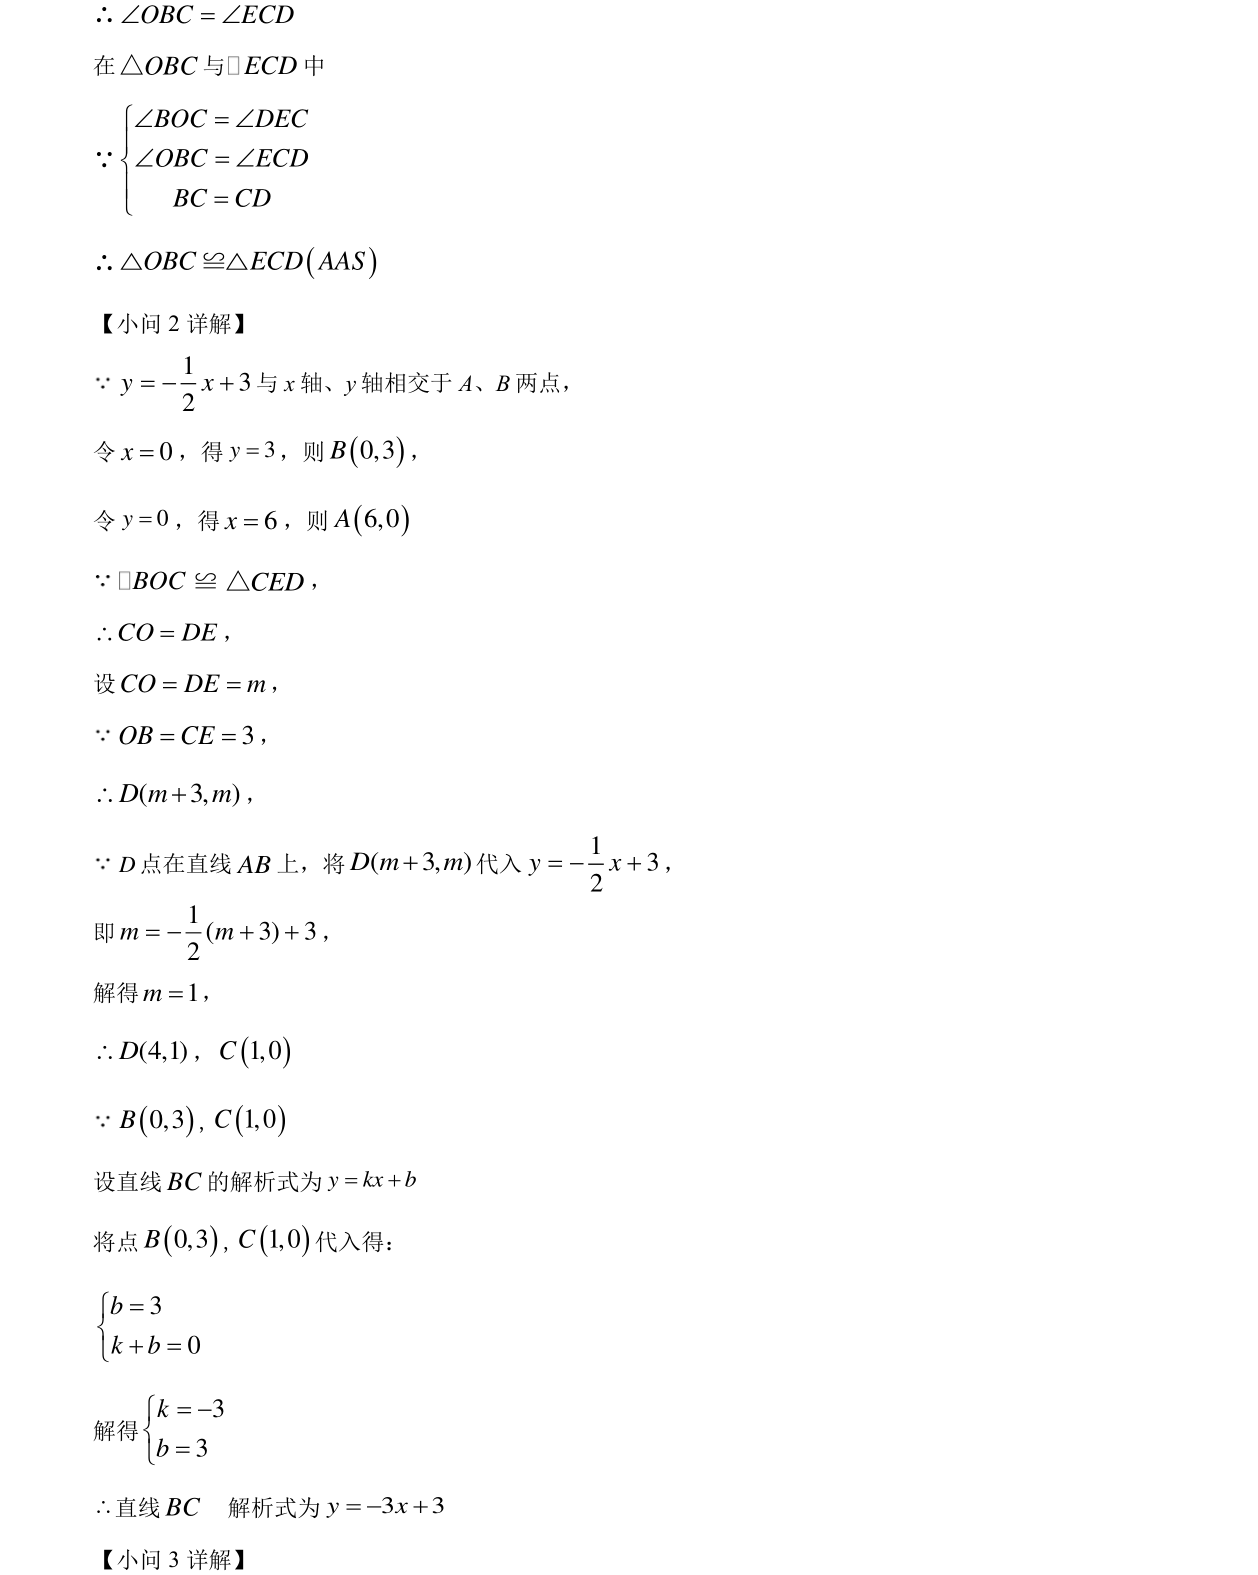 ∴∠OBC = ∠ECD
在△OBC与□ECD中
∵{∠BOC = ∠DEC
∠OBC = ∠ECD
BC = CD
∴△OBC≌△ECD(AAS)
【小问 2 详解】
∵ y = -1/2 x + 3 与 x 轴、y 轴相交于 A、B 两点，
令 x = 0，得 y = 3，则 B(0,3)，
令 y = 0，得 x = 6，则 A(6,0)
∵ □BOC ≌ △CED，
∴CO = DE，
设CO = DE = m，
∵ OB = CE = 3，
∴D(m+3,m)，
∵ D 点在直线 AB 上，将 D(m+3,m) 代入 y = -1/2 x + 3，
即 m = -1/2 (m+3)+3，
解得 m = 1，
∴D(4,1)，C(1,0)
∵ B(0,3), C(1,0)
设直线 BC 的解析式为 y = kx + b
将点 B(0,3), C(1,0) 代入得：
{b = 3
k + b = 0
解得{k = -3
b = 3
∴直线 BC 解析式为 y = -3x + 3
【小问 3 详解】